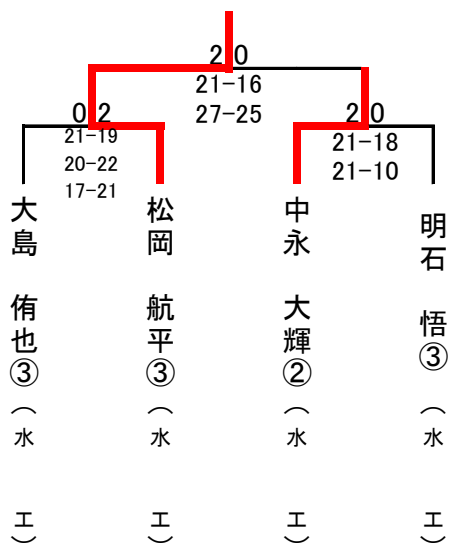 2 0
21-16
27-25
0 2
21-19
20-22
17-21
2 0
21-18
21-10
大島 侑也③(水 工)
松岡 航平③(水 工)
中永 大輝②(水 工)
明石 悟③(水 工)